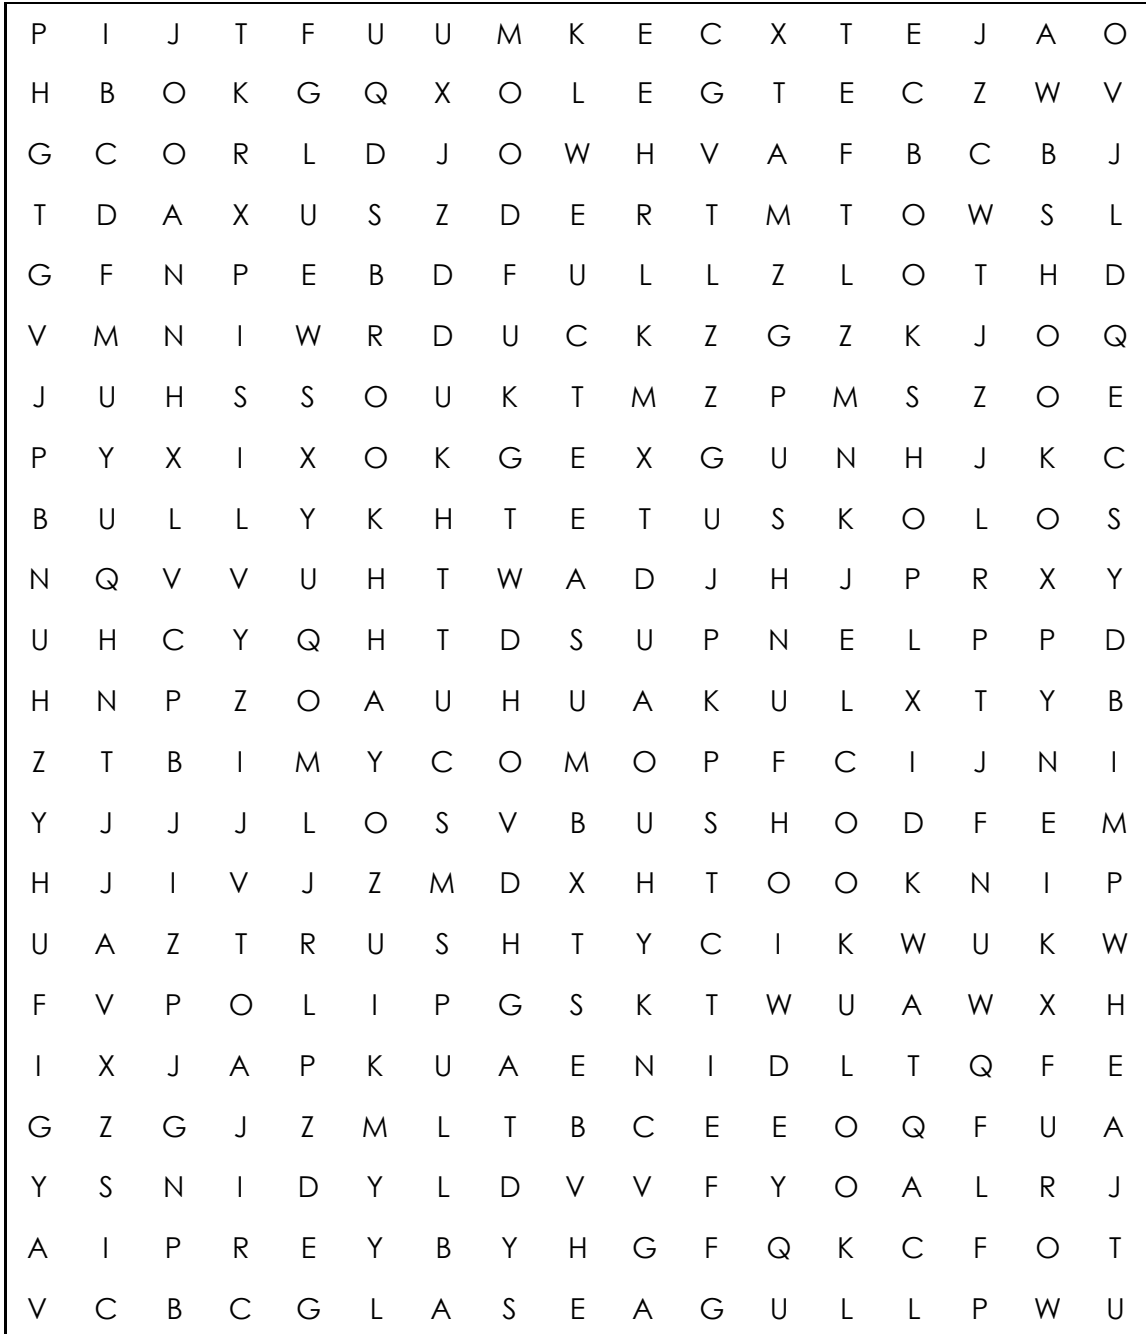 P I J T F U U M K E C X T E J A O
H B O K G Q X O L E G T E C Z W V
G C O R L D J O W H V A F B C B J
T D A X U S Z D E R T M T O W S L
G F N P E B D F U L L Z L O T H D
V M N I W R D U C K Z G Z K J O Q
J U H S S O U K T M Z P M S Z O E
P Y X I X O K G E X G U N H J K C
B U L L Y K H T E T U S K O L O S
N Q V V U H T W A D J H J P R X Y
U H C Y Q H T D S U P N E L P P D
H N P Z O A U H U A K U L X T Y B
Z T B I M Y C O M O P F C I J N I
Y J J J L O S V B U S H O D F E M
H J I V J Z M D X H T O O K N I P
U A Z T R U S H T Y C I K W U K W
F V P O L I P G S K T W U A W X H
I X J A P K U A E N I D L T Q F E
G Z G J Z M L T B C E E O Q F U A
Y S N I D Y L D V V F Y O A L R J
A I P R E Y B Y H G F Q K C F O T
V C B C G L A S E A G U L L P W U